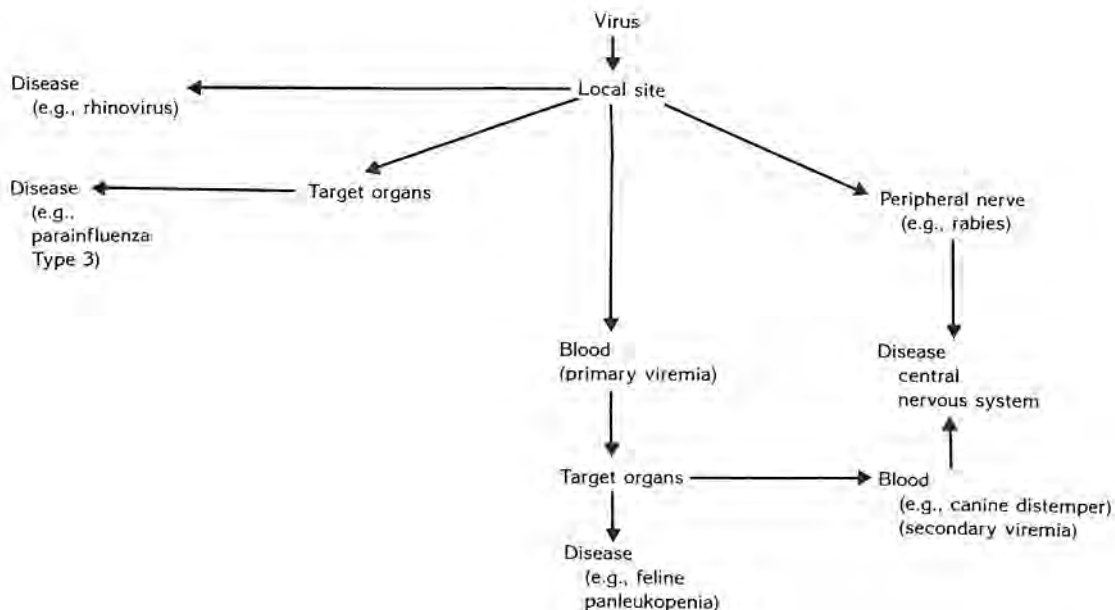 Virus
Local site
Disease
(e.g., rhinovirus)
Target organs
Disease
(e.g.,
parainfluenza
Type 3)
Peripheral nerve
(e.g., rabies)
Blood
(primary viremia)
Disease
central
nervous system
Target organs
Blood
(e.g., canine distemper)
(secondary viremia)
Disease
(e.g., feline
panleukopenia)